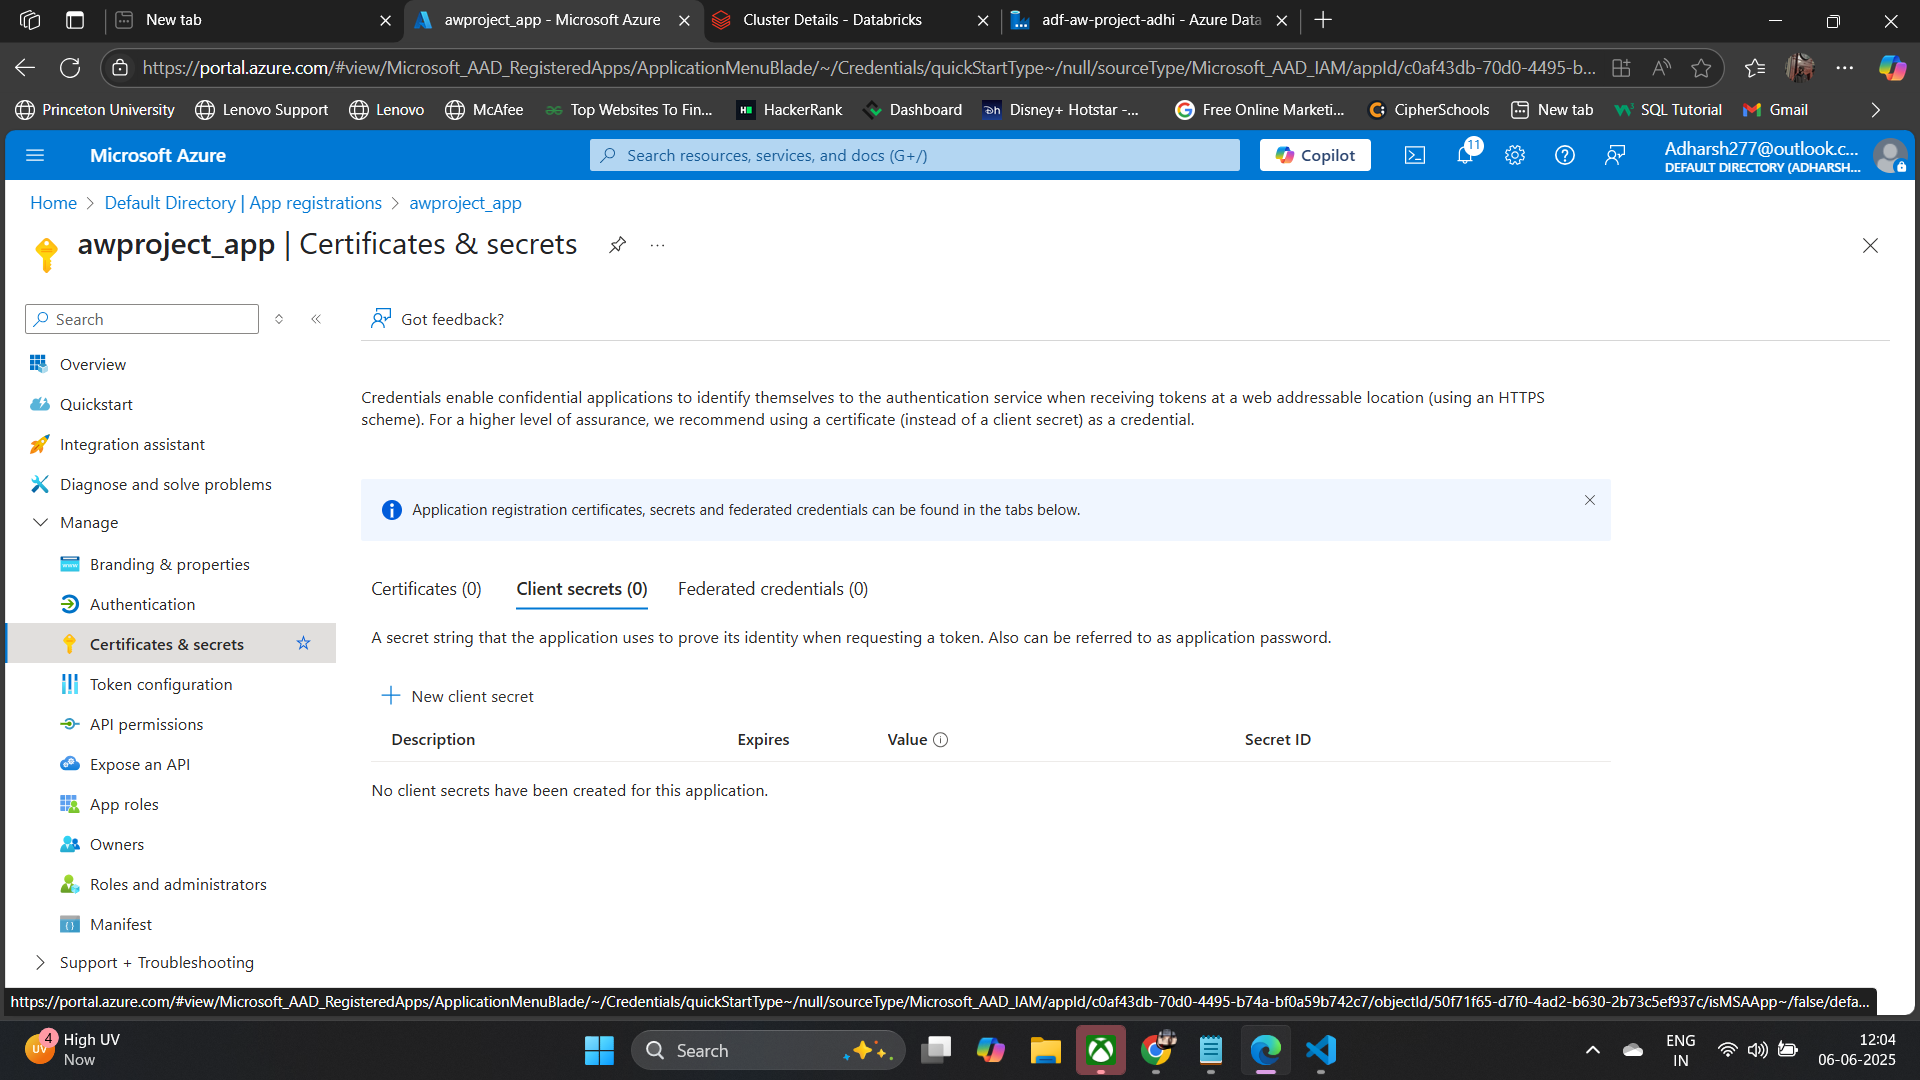 New tab
awproject_app - Microsoft Azure
Cluster Details - Databricks
adf-aw-project-adhi - Azure Data
https://portal.azure.com/#view/Microsoft_AAD_RegisteredApps/ApplicationMenuBlade/~/Credentials/quickStartType~/null/sourceType/Microsoft_AAD_IAM/appId/c0af43db-70d0-4495-b...
Princeton University
Lenovo Support
Lenovo
McAfee
Top Websites To Fin...
HackerRank
Dashboard
Disney+ Hotstar -...
Free Online Marketi...
CipherSchools
New tab
SQL Tutorial
Gmail
Microsoft Azure
Search resources, services, and docs (G+/)
Copilot
11
Adharsh277@outlook.c...
DEFAULT DIRECTORY (ADHARSH...
Home > Default Directory | App registrations > awproject_app
awproject_app | Certificates & secrets
Search
Got feedback?
Overview
Quickstart
Integration assistant
Diagnose and solve problems
Manage
Branding & properties
Authentication
Certificates & secrets
Token configuration
API permissions
Expose an API
App roles
Owners
Roles and administrators
Manifest
Support + Troubleshooting
Credentials enable confidential applications to identify themselves to the authentication service when receiving tokens at a web addressable location (using an HTTPS
scheme). For a higher level of assurance, we recommend using a certificate (instead of a client secret) as a credential.
Application registration certificates, secrets and federated credentials can be found in the tabs below.
Certificates (0)
Client secrets (0)
Federated credentials (0)
A secret string that the application uses to prove its identity when requesting a token. Also can be referred to as application password.
New client secret
Description
Expires
Value
Secret ID
No client secrets have been created for this application.
https://portal.azure.com/#view/Microsoft_AAD_RegisteredApps/ApplicationMenuBlade/~/Credentials/quickStartType~/null/sourceType/Microsoft_AAD_IAM/appId/c0af43db-70d0-4495-b74a-bf0a59b742c7/objectId/50f71f65-d7f0-4ad2-b630-2b73c5ef937c/isMSAApp~/false/defa...
4
UV
High UV
Now
Search
ENG
IN
12:04
06-06-2025